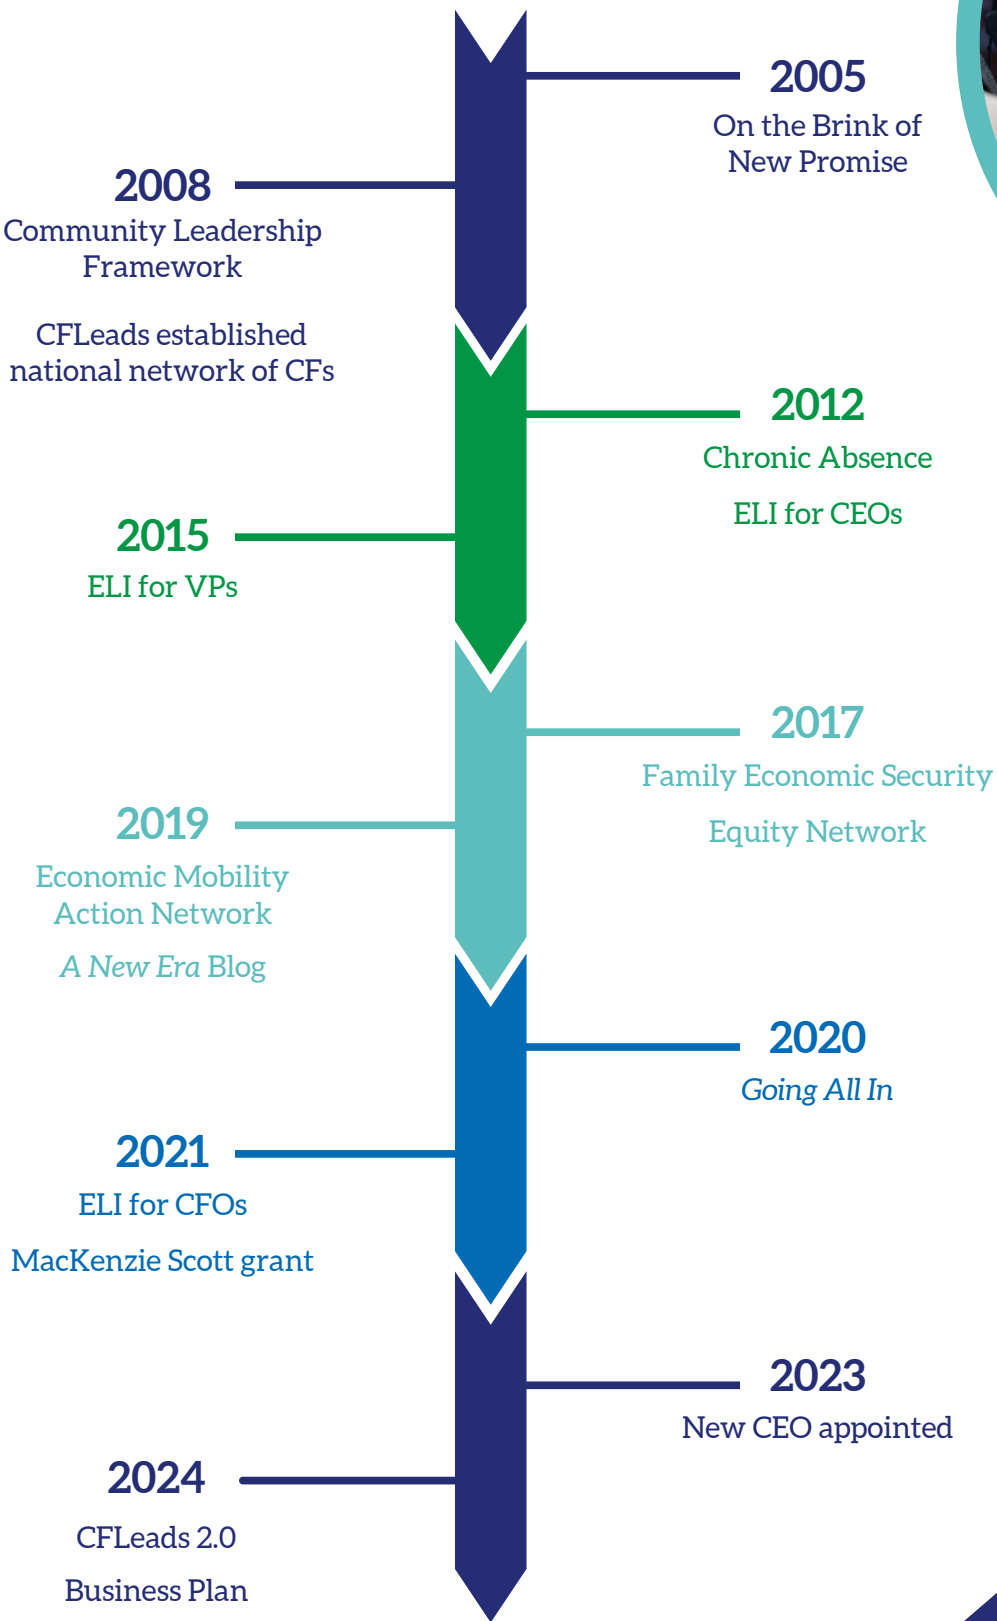 2005
On the Brink of
New Promise
2008
Community Leadership
Framework
CFLeads established
national network of CFs
2012
Chronic Absence
ELI for CEOs
2015
ELI for VPs
2017
Family Economic Security
Equity Network
2019
Economic Mobility
Action Network
A New Era Blog
2020
Going All In
2021
ELI for CFOs
MacKenzie Scott grant
2023
New CEO appointed
2024
CFLeads 2.0
Business Plan